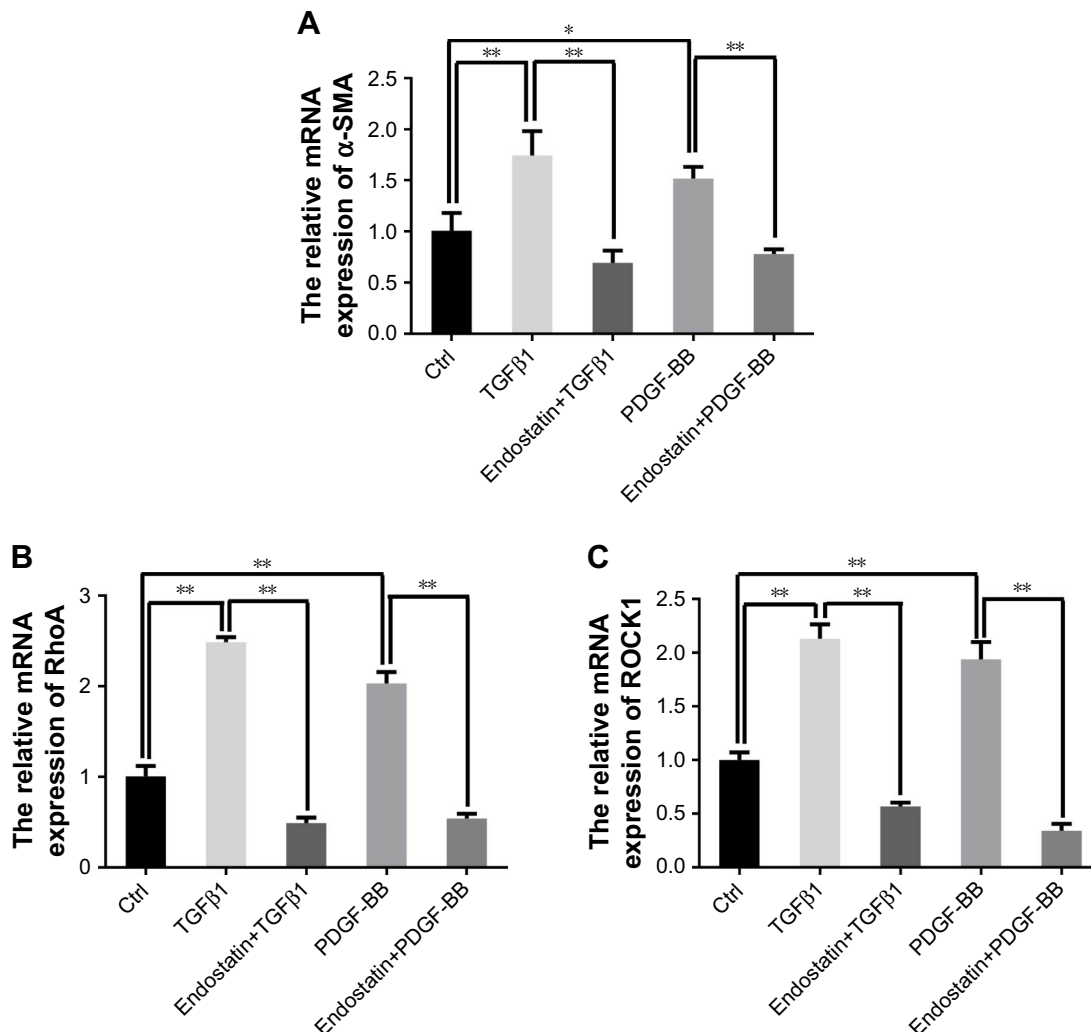 A
*
**
**
**
The relative mRNA
expression of α-SMA
2.5
2.0
1.5
1.0
0.5
0.0
Ctrl
TGFβ1
Endostatin+TGFβ1
PDGF-BB
Endostatin+PDGF-BB
B
**
**
**
**
The relative mRNA
expression of RhoA
3
2
1
0
Ctrl
TGFβ1
Endostatin+TGFβ1
PDGF-BB
Endostatin+PDGF-BB
C
**
**
**
**
The relative mRNA
expression of ROCK1
2.5
2.0
1.5
1.0
0.5
0.0
Ctrl
TGFβ1
Endostatin+TGFβ1
PDGF-BB
Endostatin+PDGF-BB